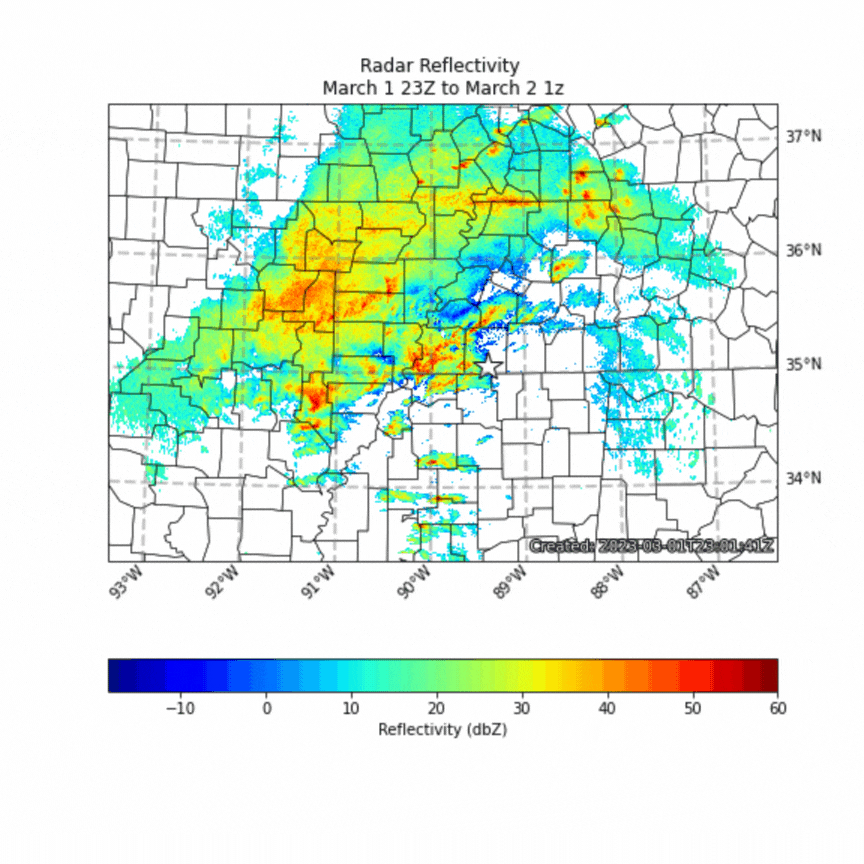 Radar Reflectivity
March 1 23Z to March 2 1z
37°N
36°N
35°N
34°N
Created: 2023-03-01T23:01:41Z
93°W 92°W 91°W 90°W 89°W 88°W 87°W
−10 0 10 20 30 40 50 60
Reflectivity (dbZ)